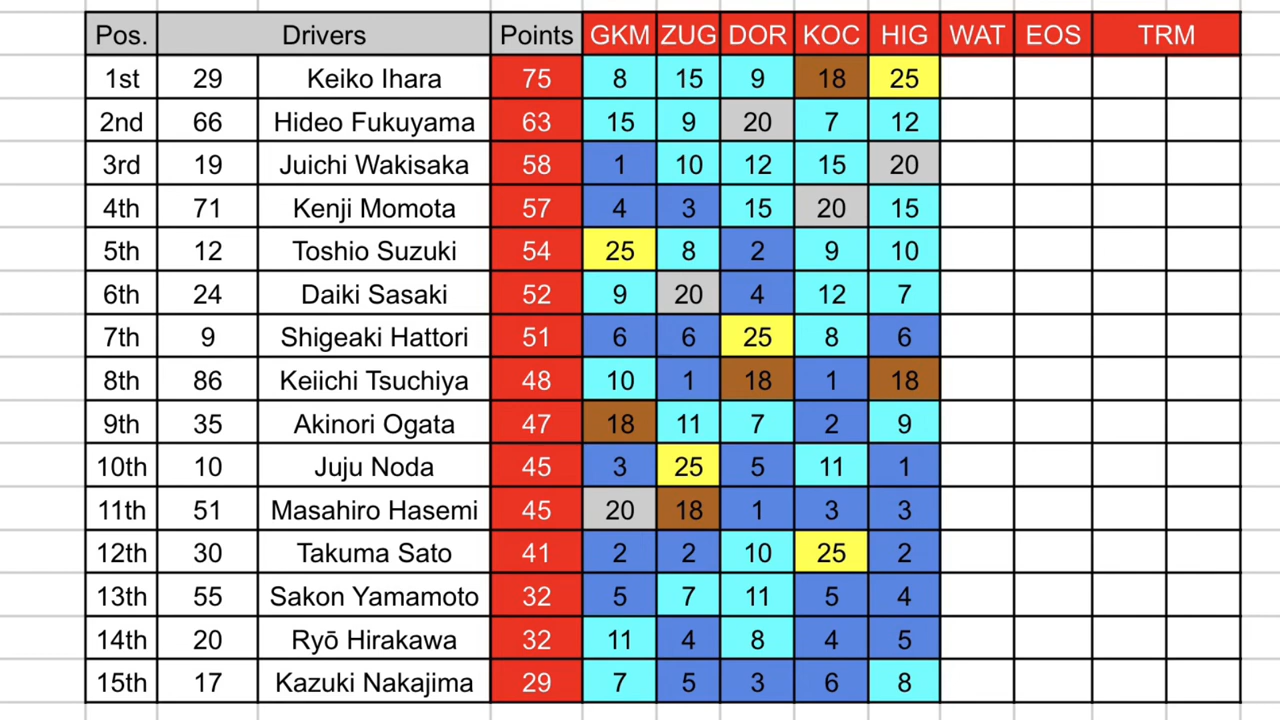 Pos. Drivers Points GKM ZUG DOR KOC HIG WAT EOS TRM
1st 29 Keiko Ihara 75 8 15 9 18 25
2nd 66 Hideo Fukuyama 63 15 9 20 7 12
3rd 19 Juichi Wakisaka 58 1 10 12 15 20
4th 71 Kenji Momota 57 4 3 15 20 15
5th 12 Toshio Suzuki 54 25 8 2 9 10
6th 24 Daiki Sasaki 52 9 20 4 12 7
7th 9 Shigeaki Hattori 51 6 6 25 8 6
8th 86 Keiichi Tsuchiya 48 10 1 18 1 18
9th 35 Akinori Ogata 47 18 11 7 2 9
10th 10 Juju Noda 45 3 25 5 11 1
11th 51 Masahiro Hasemi 45 20 18 1 3 3
12th 30 Takuma Sato 41 2 2 10 25 2
13th 55 Sakon Yamamoto 32 5 7 11 5 4
14th 20 Ryō Hirakawa 32 11 4 8 4 5
15th 17 Kazuki Nakajima 29 7 5 3 6 8